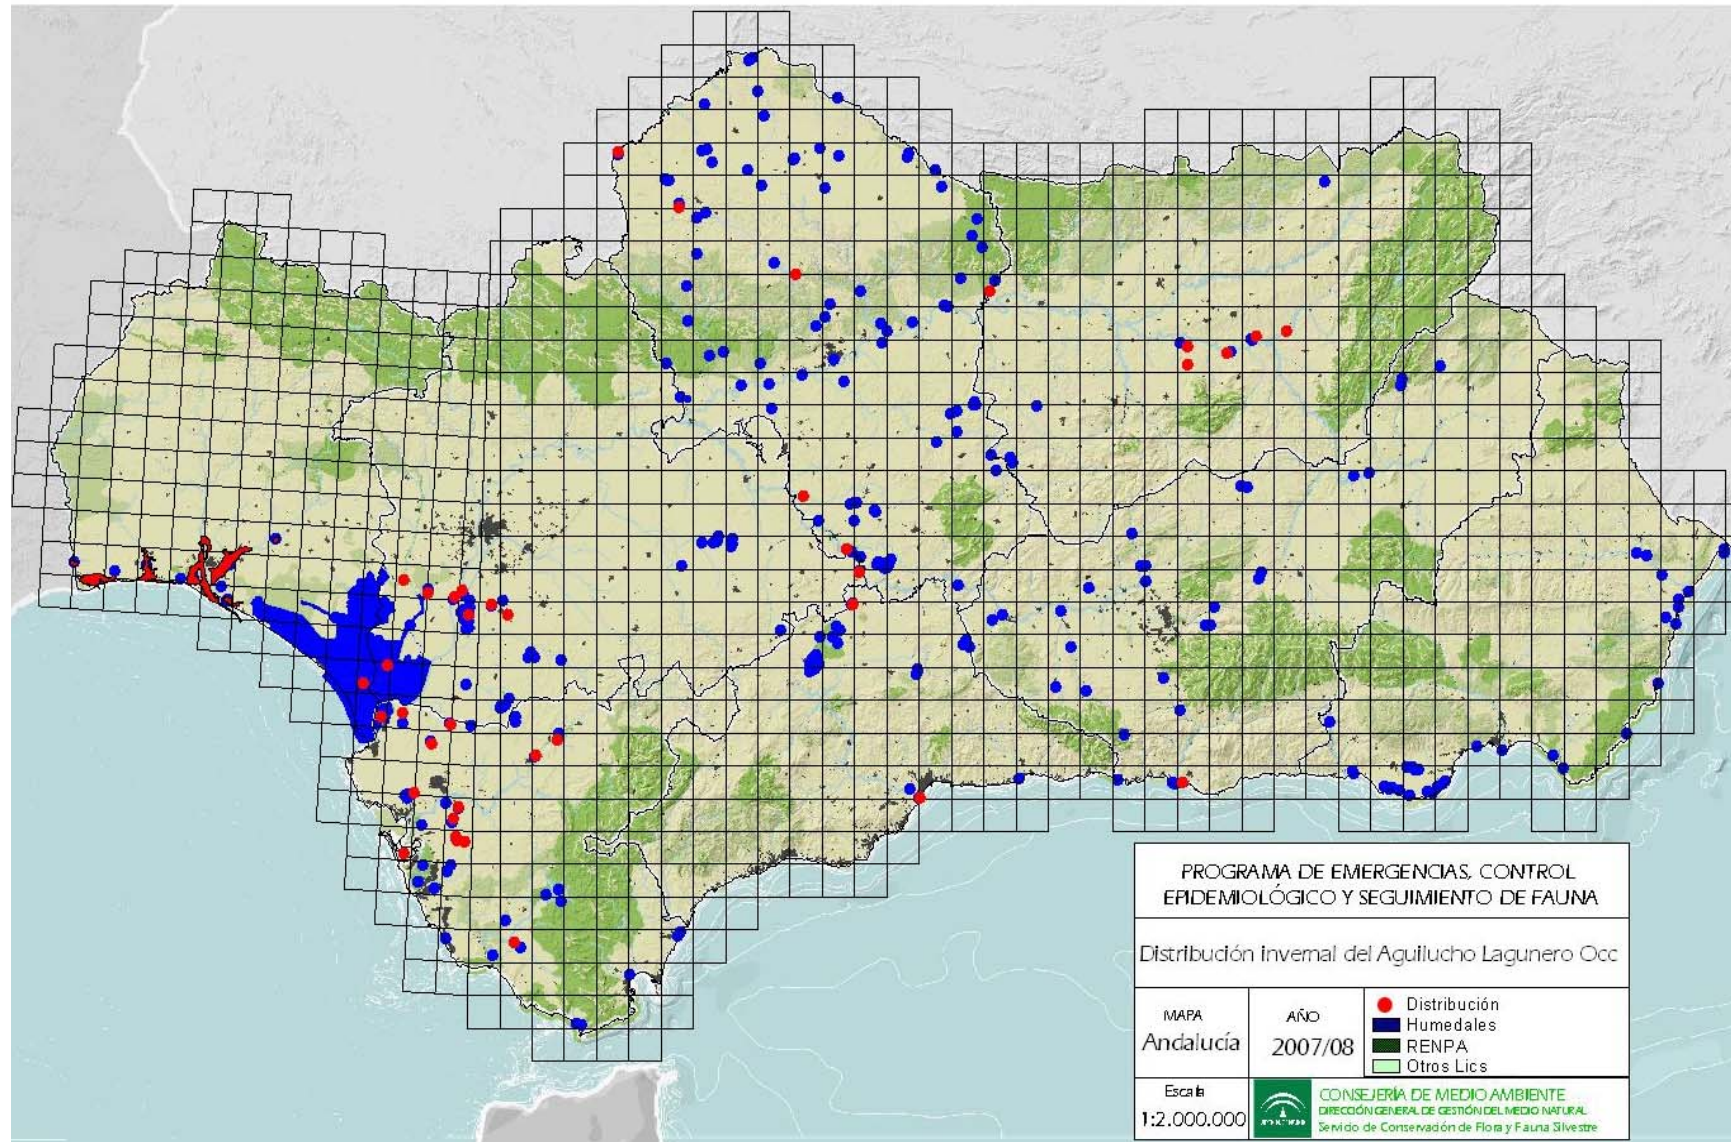 PROGRAMA DE EMERGENCIAS, CONTROL
EPIDEMIOLÓGICO Y SEGUIMIENTO DE FAUNA
Distribución invernal del Aguilucho Lagunero Occ
MAPA
Andalucía
AÑO
2007/08
Distribución
Humedales
RENPA
Otros Lics
Escala
1:2.000.000
CONSEJERÍA DE MEDIO AMBIENTE
DIRECCIÓN GENERAL DE GESTIÓN DEL MEDIO NATURAL
Servicio de Conservación de Flora y Fauna Silvestre